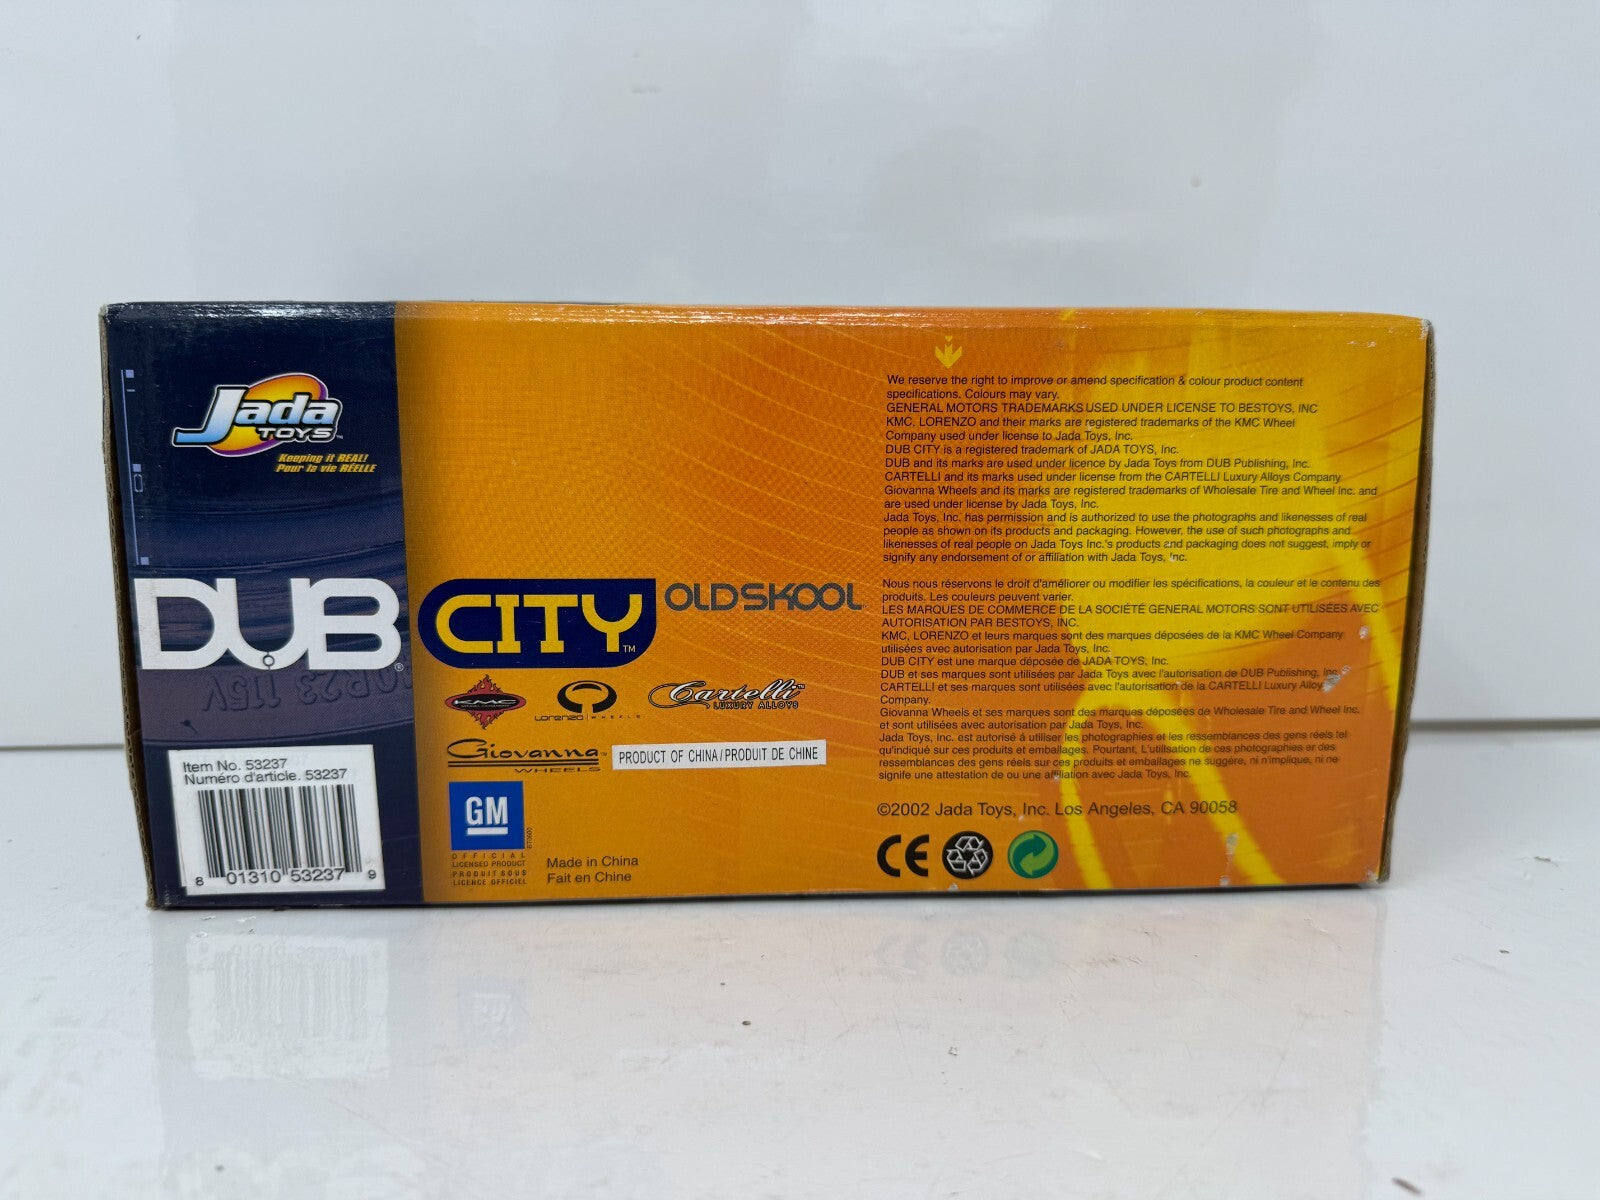 Jada
TOYS™
Keeping it REAL!
Pour la vie RÉELLE
DUB® CITY™ OLDSKOOL
KMC
LORENZO WHEELS
Cartelli™
LUXURY ALLOYS
Giovanna™
WHEELS
PRODUCT OF CHINA/PRODUIT DE CHINE
Item No. 53237
Numéro d'article. 53237
8 01310 53237 9
GM
OFFICIAL
LICENSED PRODUCT
PRODUIT SOUS
LICENCE OFFICIEL
Made in China
Fait en Chine
We reserve the right to improve or amend specification & colour product content
specifications. Colours may vary.
GENERAL MOTORS TRADEMARKS USED UNDER LICENSE TO BESTOYS, INC
KMC, LORENZO and their marks are registered trademarks of the KMC Wheel
Company used under license to Jada Toys, Inc.
DUB CITY is a registered trademark of JADA TOYS, Inc.
DUB and its marks are used under licence by Jada Toys from DUB Publishing, Inc.
CARTELLI and its marks used under license from the CARTELLI Luxury Alloys Company.
Giovanna Wheels and its marks are registered trademarks of Wholesale Tire and Wheel Inc. and
are used under license by Jada Toys, Inc.
Jada Toys, Inc. has permission and is authorized to use the photographs and likenesses of real
people as shown on its products and packaging. However, the use of such photographs and
likenesses of real people on Jada Toys Inc.'s products and packaging does not suggest, imply or
signify any endorsement of or affiliation with Jada Toys, Inc.
Nous nous réservons le droit d'améliorer ou modifier les spécifications, la couleur et le contenu des
produits. Les couleurs peuvent varier.
LES MARQUES DE COMMERCE DE LA SOCIÉTÉ GENERAL MOTORS SONT UTILISÉES AVEC
AUTORISATION PAR BESTOYS, INC.
KMC, LORENZO et leurs marques sont des marques déposées de la KMC Wheel Company
utilisées avec autorisation par Jada Toys, Inc.
DUB CITY est une marque déposée de JADA TOYS, Inc.
DUB et ses marques sont utilisées par Jada Toys avec l'autorisation de DUB Publishing, Inc.
CARTELLI et ses marques sont utilisées avec l'autorisation de la CARTELLI Luxury Alloy
Company.
Giovanna Wheels et ses marques sont des marques déposées de Wholesale Tire and Wheel Inc.
et sont utilisées avec autorisation par Jada Toys, Inc.
Jada Toys, Inc. est autorisé à utiliser les photographies et les ressemblances des gens réels tel
qu'indiqué sur ces produits et emballages. Pourtant, L'utilsation de ces photographies er des
ressemblances des gens réels sur ces produits et emballages ne suggère, ni n'implique, ni ne
signife une attestation de ou une affliation avec Jada Toys, Inc.
©2002 Jada Toys, Inc. Los Angeles, CA 90058
CE